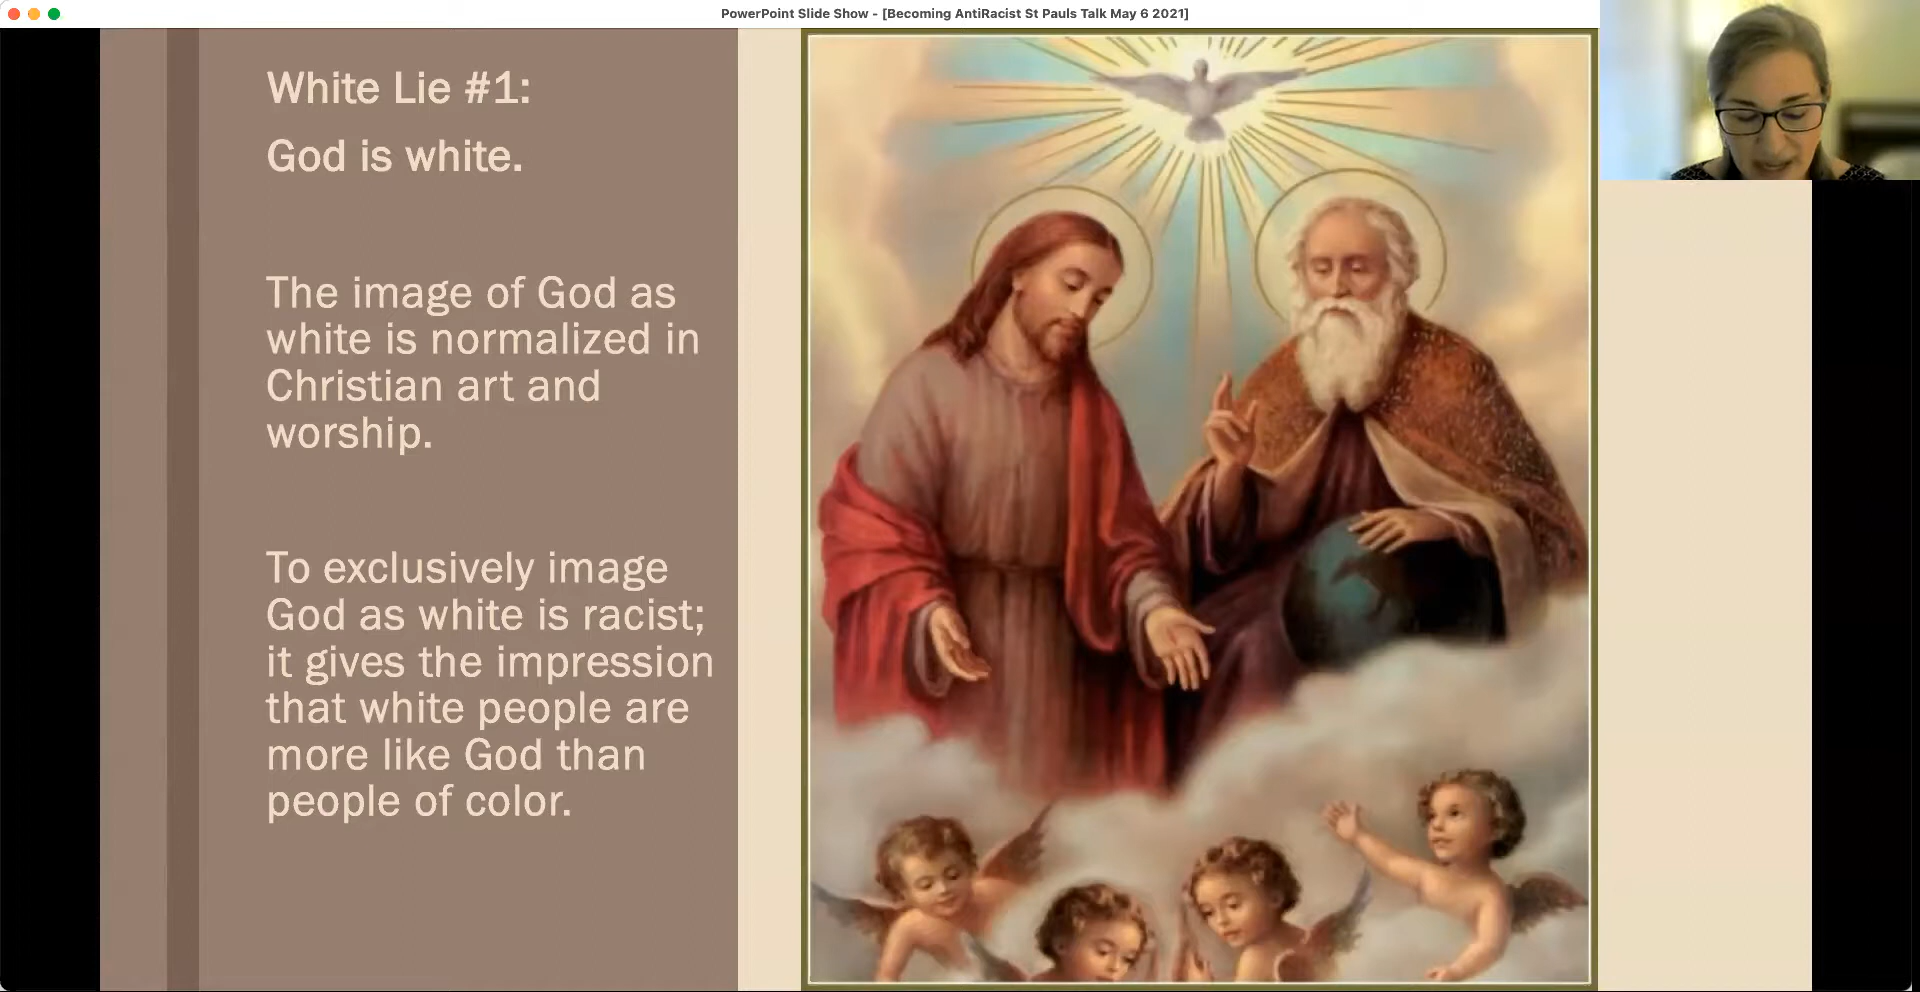 PowerPoint Slide Show - [Becoming AntiRacist St Pauls Talk May 6 2021]
White Lie #1:
God is white.
The image of God as
white is normalized in
Christian art and
worship.
To exclusively image
God as white is racist;
it gives the impression
that white people are
more like God than
people of color.